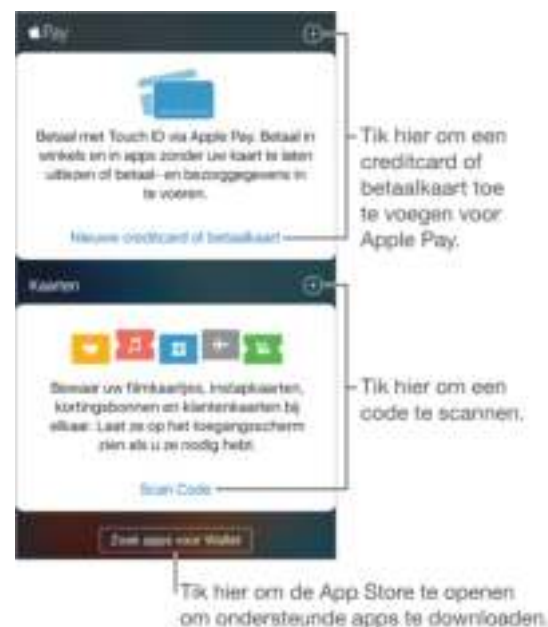 Pay
Betaal met Touch ID via Apple Pay. Betaal in
winkels en in apps zonder uw kaart te laten
uitlezen of betaal- en bezorggegevens in
te voeren.
Nieuwe creditcard of betaalkaart
Tik hier om een
creditcard of
betaalkaart toe
te voegen voor
Apple Pay.
Kaarten
Bewaar uw filmkaartjes, instapkaarten,
kortingsbonnen en klantenkaarten bij
elkaar. Laat ze op het toegangsscherm
zien als u ze nodig hebt.
Scan Code
Tik hier om een
code te scannen.
Zoek apps voor Wallet
Tik hier om de App Store te openen
om ondersteunde apps te downloaden.